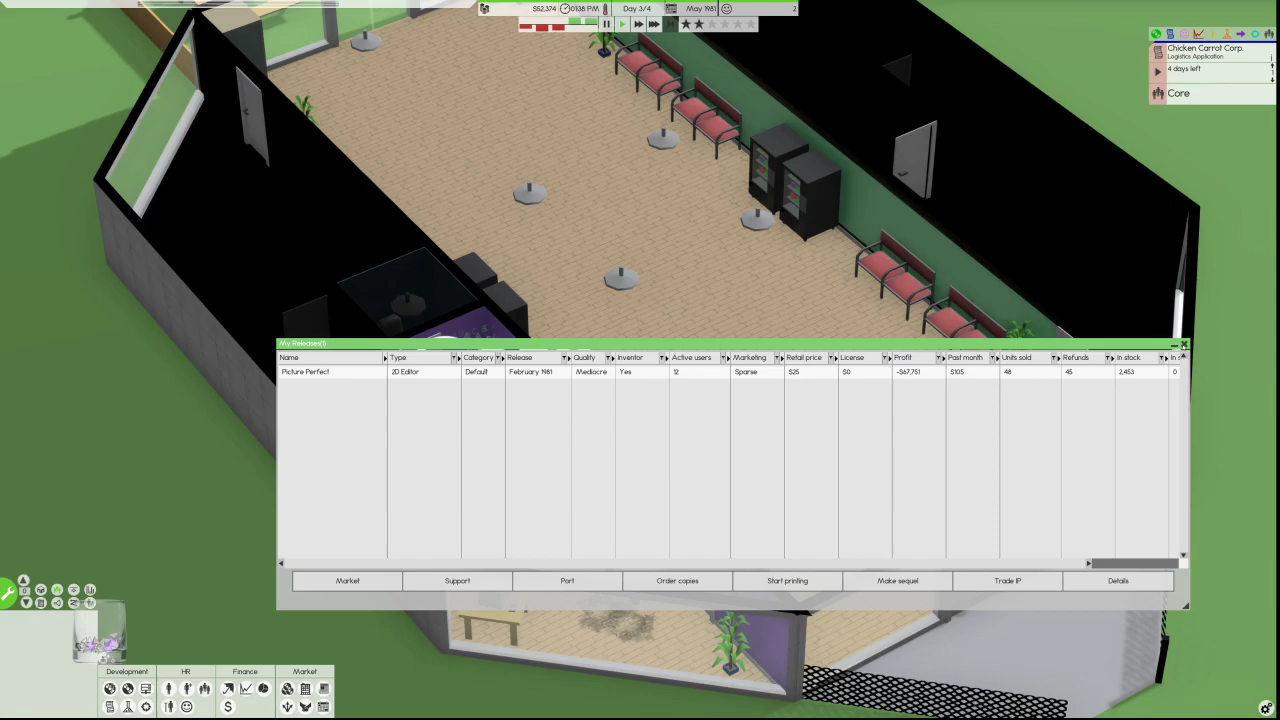 $52,374 01:38 PM Day 3/4 May 1981 2
Chicken Carrot Corp.
Logistics Application
4 days left
1
Core
My Releases(1)
Name Type Category Release Quality Inventor Active users Marketing Retail price License Profit Past month Units sold Refunds In stock In s
Picture Perfect 2D Editor Default February 1981 Mediocre Yes 12 Sparse $25 $0 -$67,751 $105 48 45 2,453 0
Market Support Port Order copies Start printing Make sequel Trade IP Details
0
Development HR Finance Market